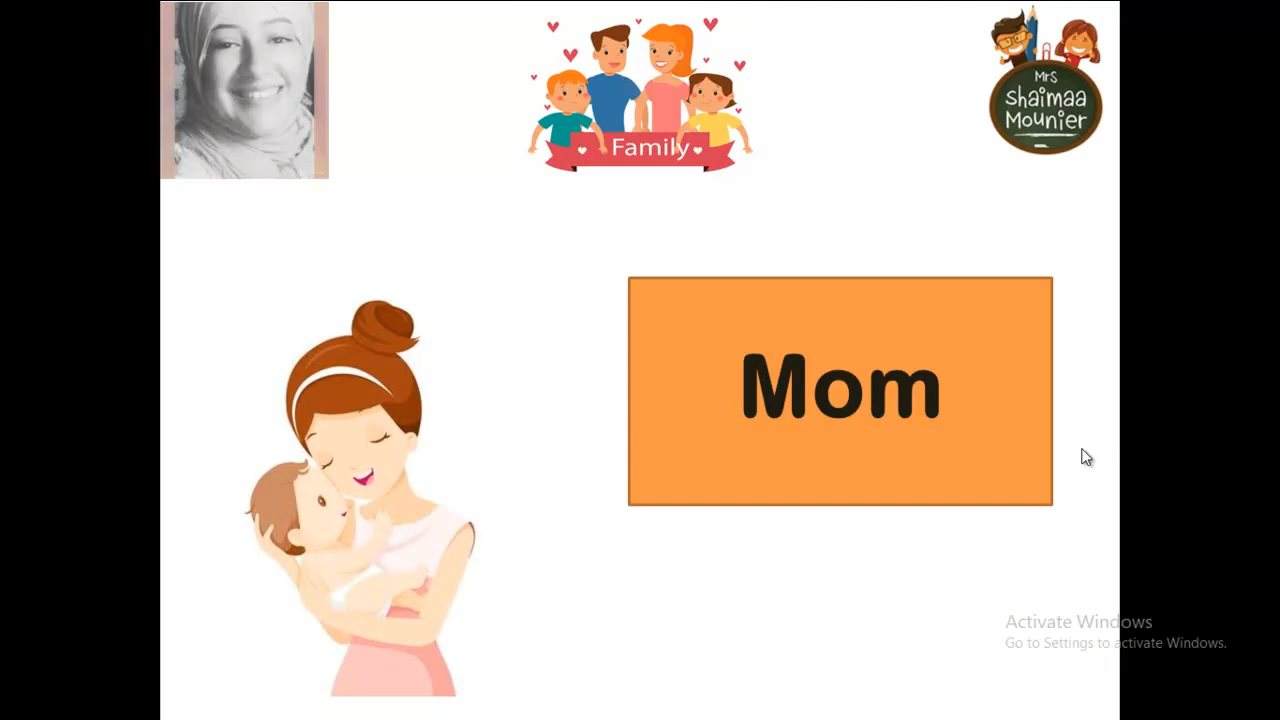 Family
MrS
Shaimaa
Mounier
Mom
Activate Windows
Go to Settings to activate Windows.